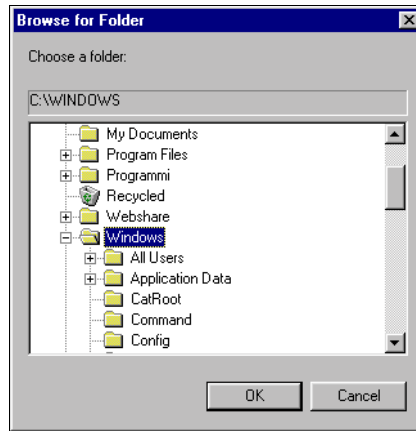 Browse for Folder
Choose a folder:
C:\WINDOWS
My Documents
Program Files
Programmi
Recycled
Webshare
Windows
All Users
Application Data
CatRoot
Command
Config
OK Cancel